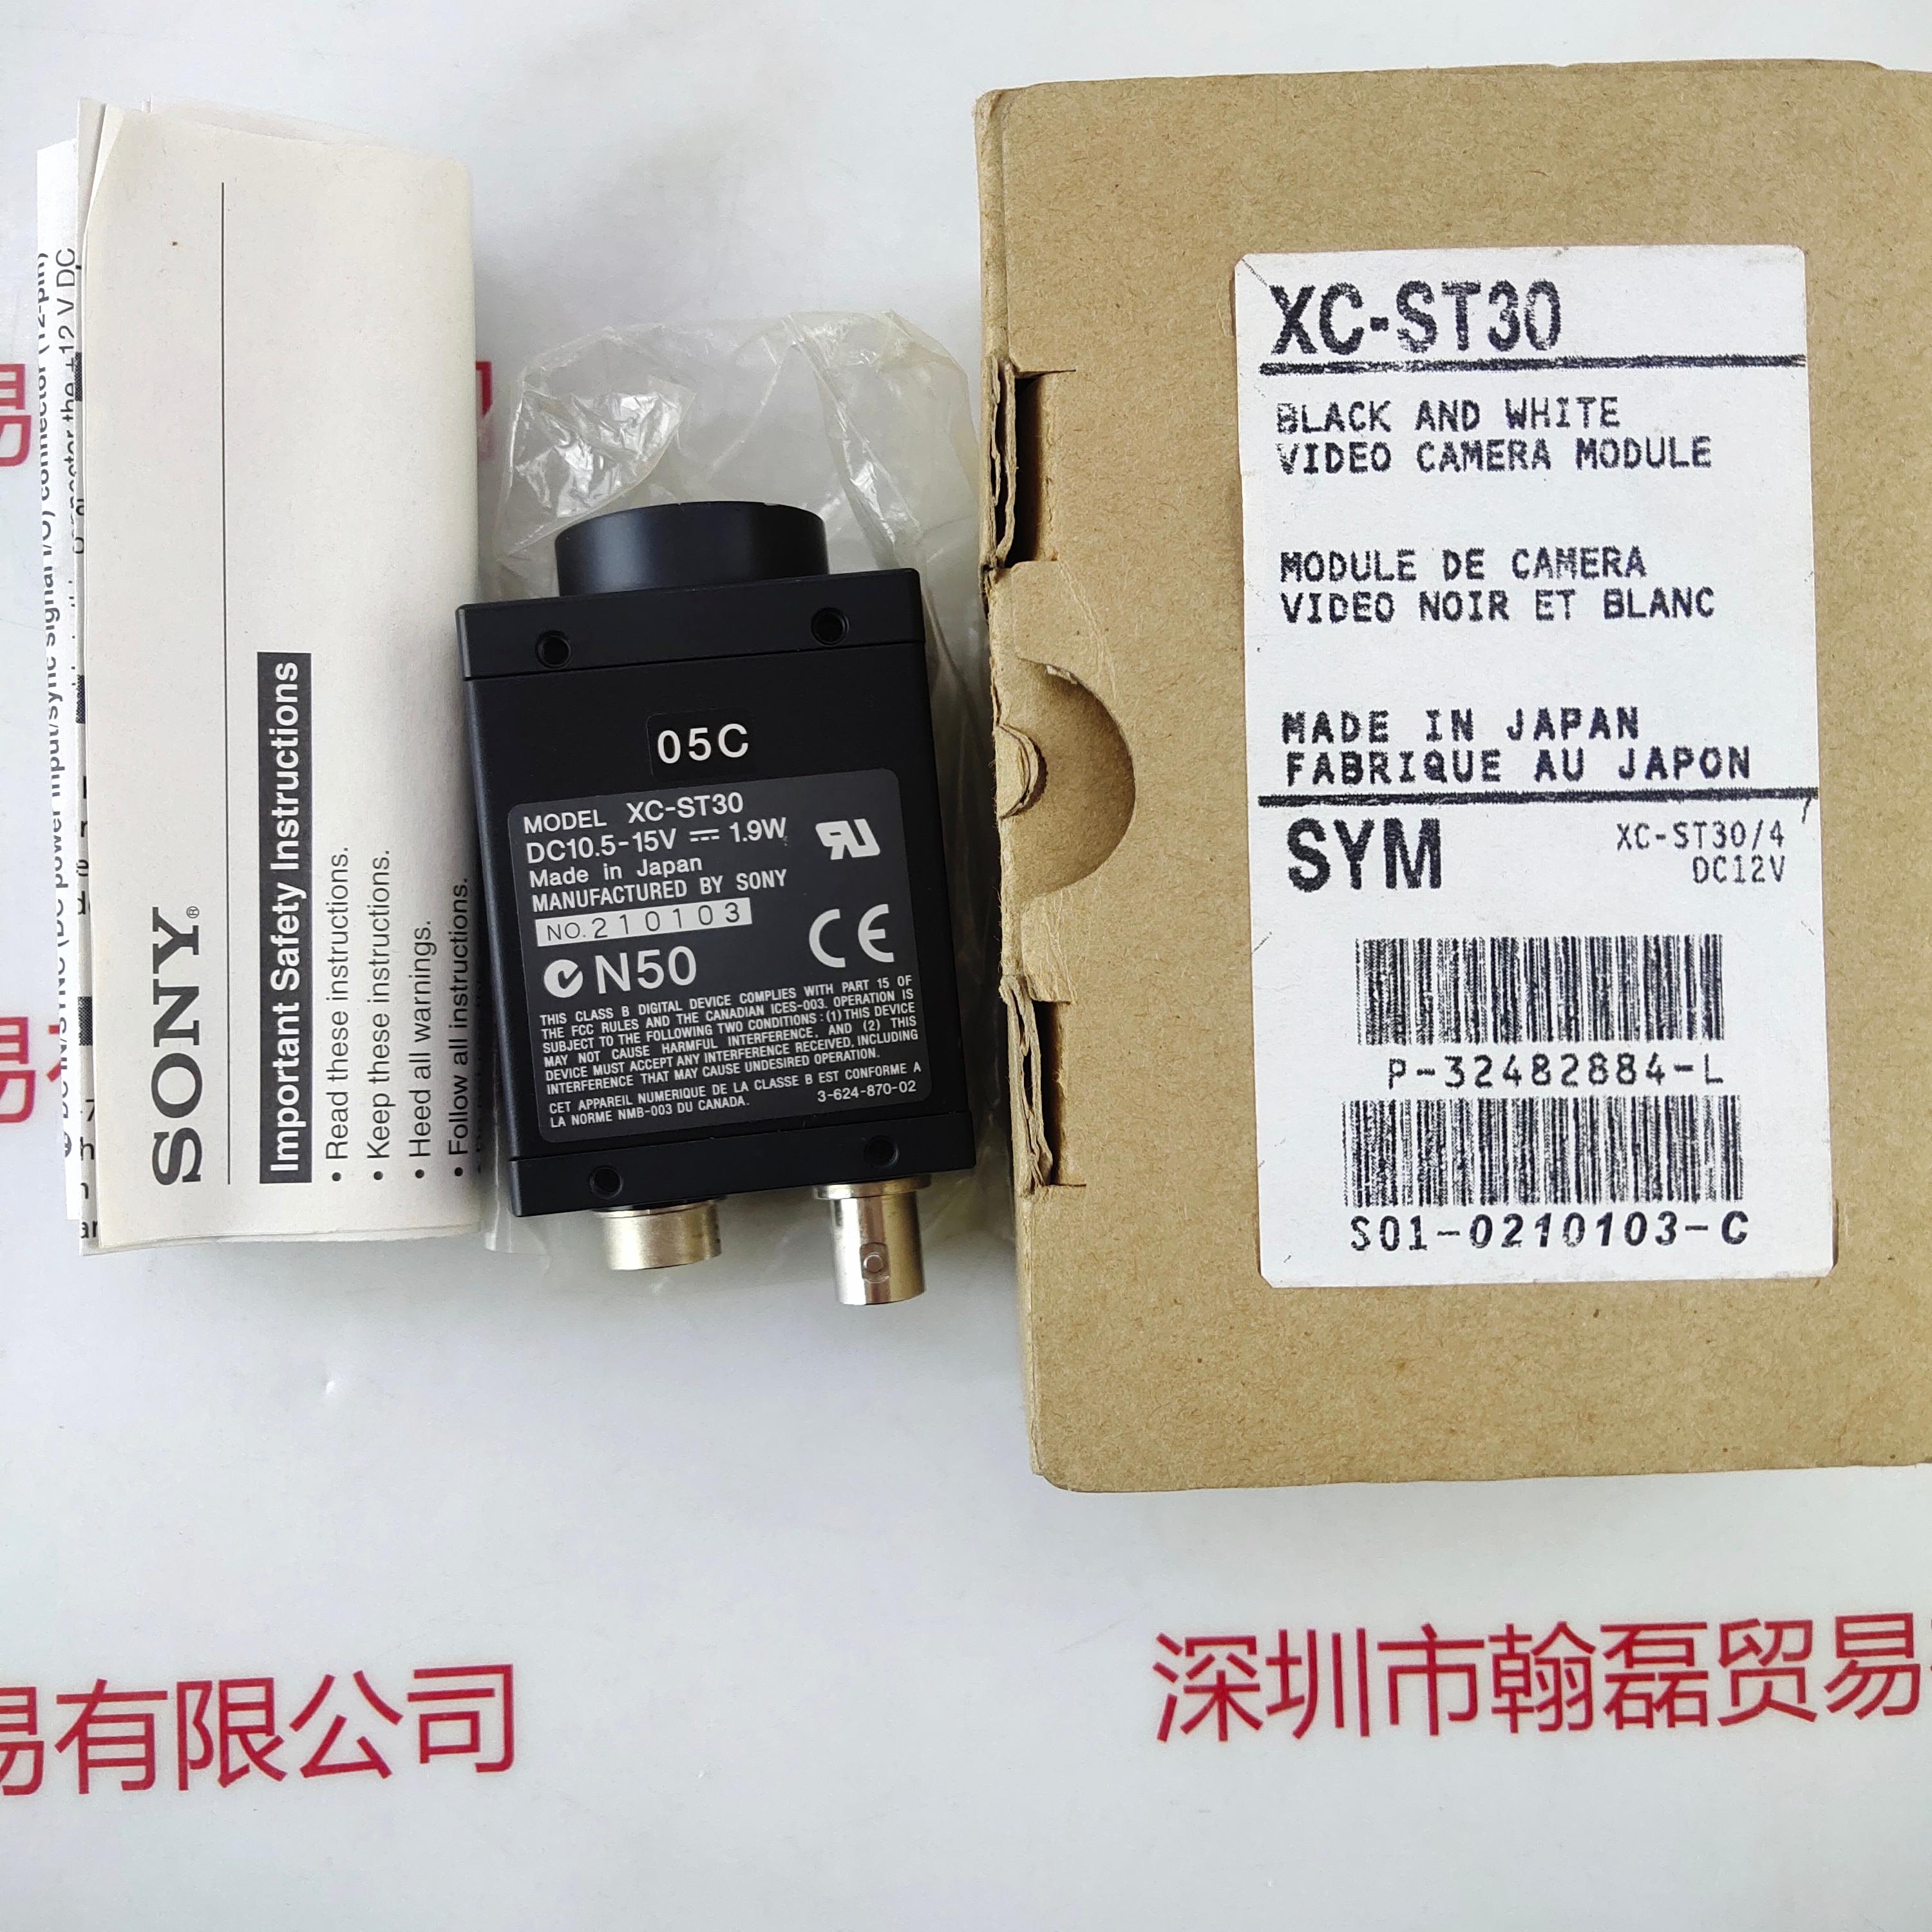 SONY®
Important Safety Instructions
• Read these instructions.
• Keep these instructions.
• Heed all warnings.
• Follow all instructions.
05C
MODEL XC-ST30
DC10.5-15V ⎓ 1.9W
Made in Japan
MANUFACTURED BY SONY
NO. 210103
N50
CE
THIS CLASS B DIGITAL DEVICE COMPLIES WITH PART 15 OF
THE FCC RULES AND THE CANADIAN ICES-003. OPERATION IS
SUBJECT TO THE FOLLOWING TWO CONDITIONS : (1) THIS DEVICE
MAY NOT CAUSE HARMFUL INTERFERENCE, AND (2) THIS
DEVICE MUST ACCEPT ANY INTERFERENCE RECEIVED, INCLUDING
INTERFERENCE THAT MAY CAUSE UNDESIRED OPERATION.
CET APPAREIL NUMERIQUE DE LA CLASSE B EST CONFORME A
LA NORME NMB-003 DU CANADA.
3-624-870-02
XC-ST30
BLACK AND WHITE
VIDEO CAMERA MODULE
MODULE DE CAMERA
VIDEO NOIR ET BLANC
MADE IN JAPAN
FABRIQUE AU JAPON
SYM
XC-ST30/4
DC12V
P-32482884-L
S01-0210103-C
易有限公司
深圳市翰磊贸易